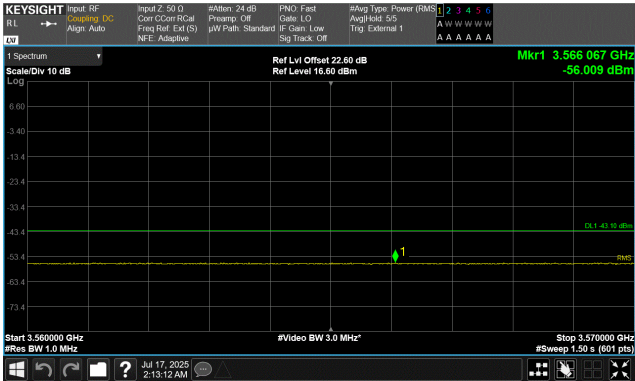 KEYSIGHT Input: RF Input Z: 50 Ω #Atten: 24 dB PNO: Fast #Avg Type: Power (RMS 1 2 3 4 5 6
RL Coupling: DC Corr CCorr RCal Preamp: Off Gate: LO Avg|Hold: 5/5 A W W W W W
Align: Auto Freq Ref: Ext (S) µW Path: Standard IF Gain: Low Trig: External 1
LXI NFE: Adaptive Sig Track: Off A A A A A A
1 Spectrum Mkr1 3.566 067 GHz
Ref Lvl Offset 22.60 dB
Scale/Div 10 dB Ref Level 16.60 dBm -56.009 dBm
Log
6.60
-3.40
-13.4
-23.4
-33.4
DL1 -43.10 dBm
-43.4
1
-53.4
RMS
-63.4
-73.4
Start 3.560000 GHz #Video BW 3.0 MHz* Stop 3.570000 GHz
#Res BW 1.0 MHz #Sweep 1.50 s (601 pts)
? Jul 17, 2025
2:13:12 AM